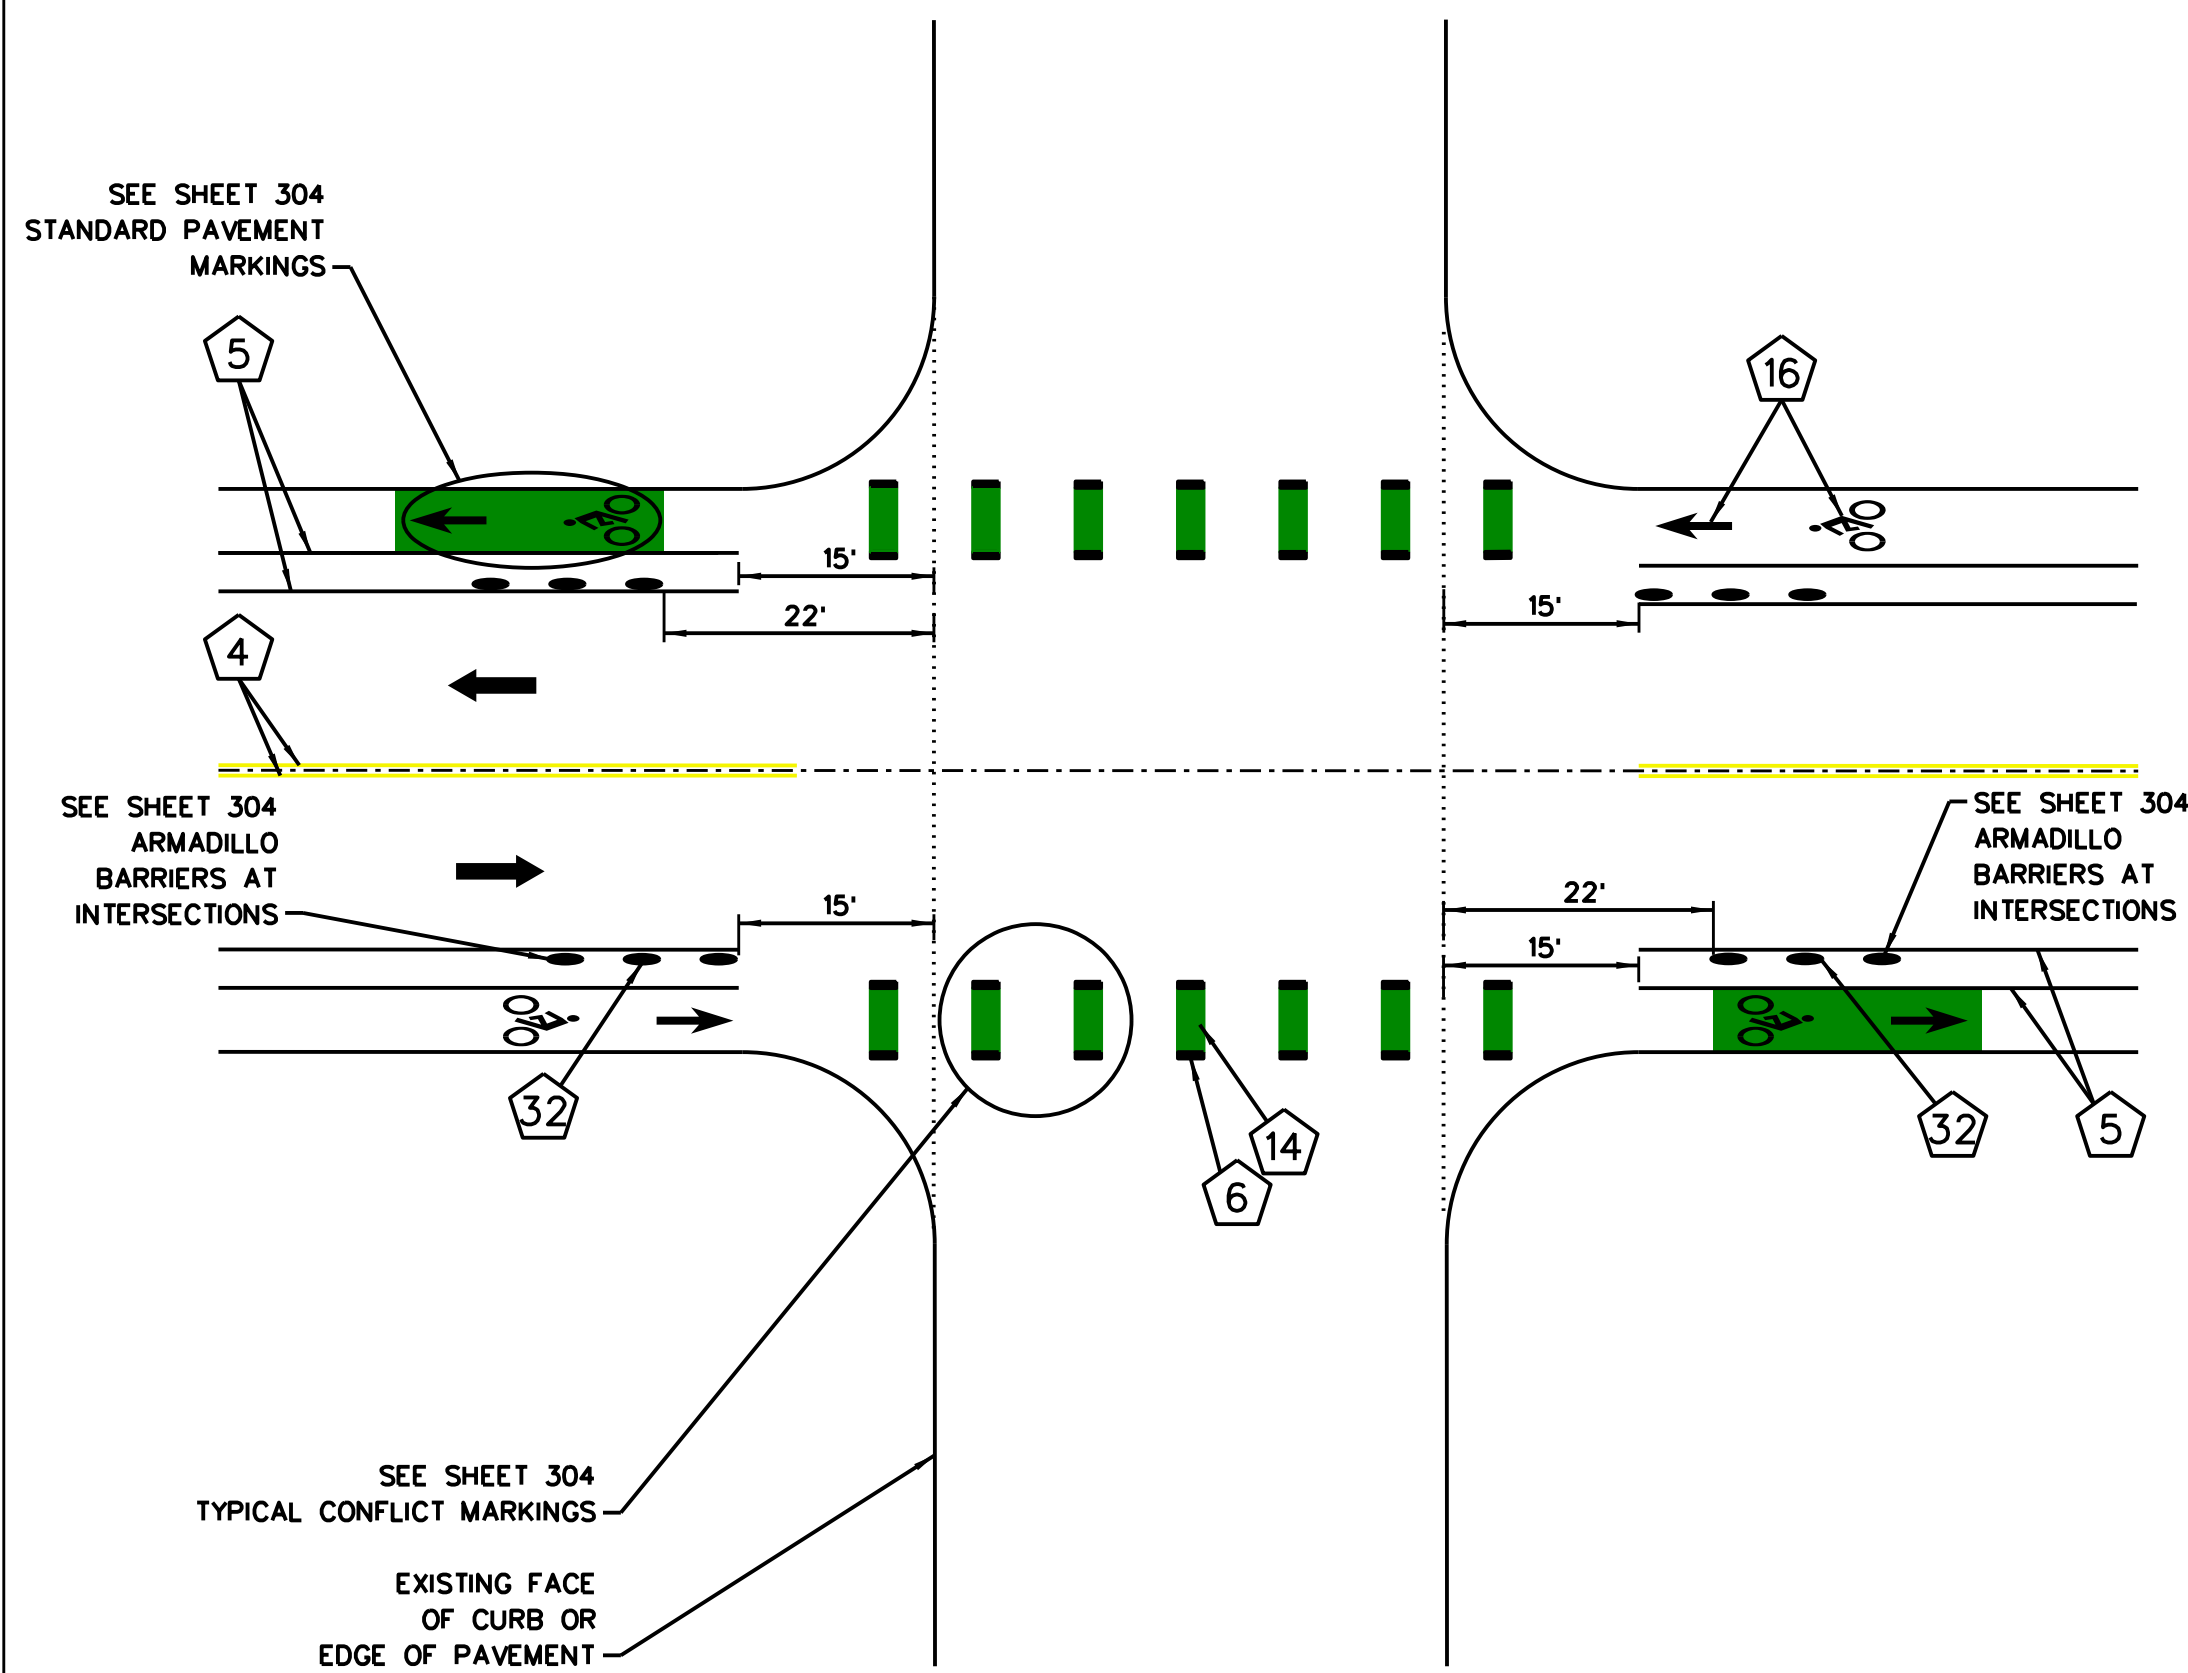 SEE SHEET 304
STANDARD PAVEMENT
MARKINGS
5
16
15'
22'
15'
4
SEE SHEET 304
ARMADILLO
BARRIERS AT
INTERSECTIONS
SEE SHEET 304
ARMADILLO
BARRIERS AT
INTERSECTIONS
15'
22'
15'
32
14
6
32
5
SEE SHEET 304
TYPICAL CONFLICT MARKINGS
EXISTING FACE
OF CURB OR
EDGE OF PAVEMENT